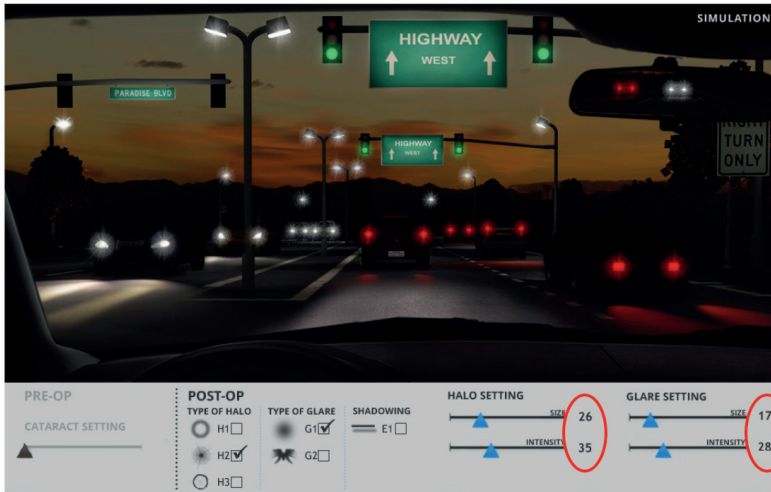 SIMULATION
HIGHWAY
WEST
PARADISE BLVD
HIGHWAY
WEST
RIGHT
TURN
ONLY
PRE-OP
CATARACT SETTING
POST-OP
TYPE OF HALO
H1
H2
H3
TYPE OF GLARE
G1
G2
SHADOWING
E1
HALO SETTING
SIZE 26
INTENSITY 35
GLARE SETTING
SIZE 17
INTENSITY 28